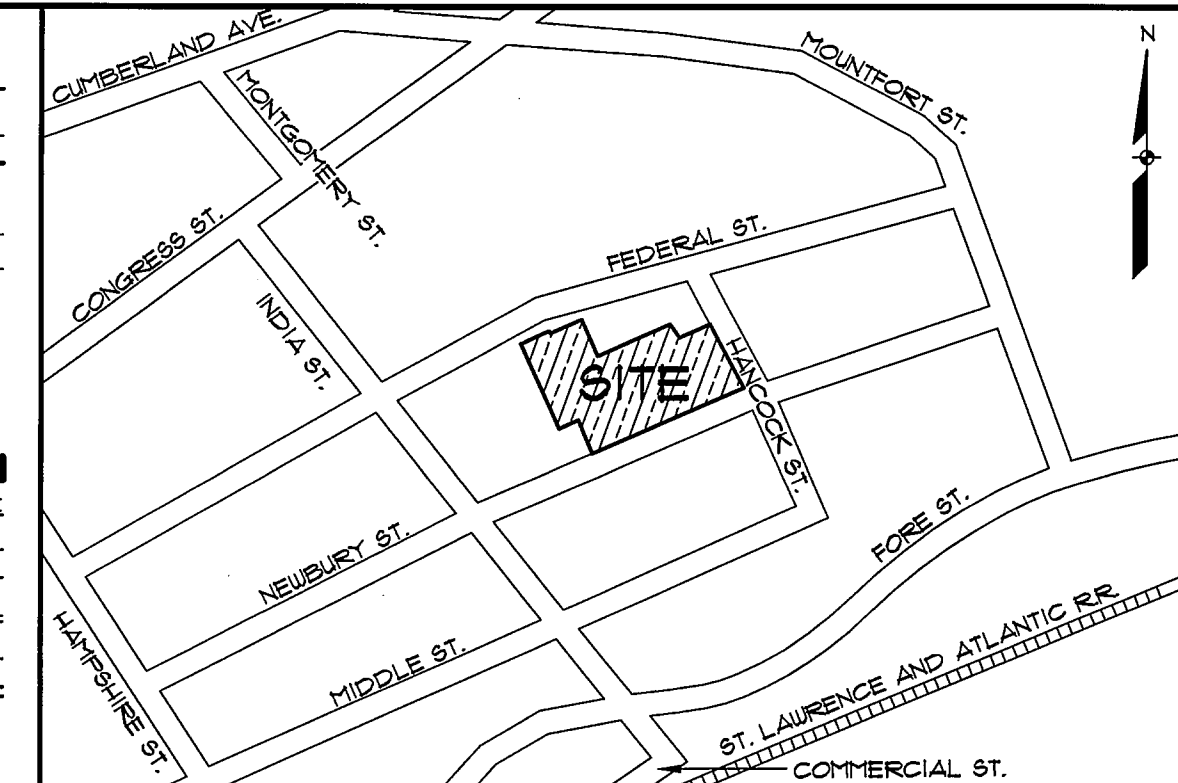 CUMBERLAND AVE.
MOUNTFORT ST.
N
MONTGOMERY ST.
CONGRESS ST.
FEDERAL ST.
INDIA ST.
SITE
HANCOCK ST.
NEWBURY ST.
FORE ST.
HAMPSHIRE ST.
MIDDLE ST.
ST. LAWRENCE AND ATLANTIC RR
COMMERCIAL ST.